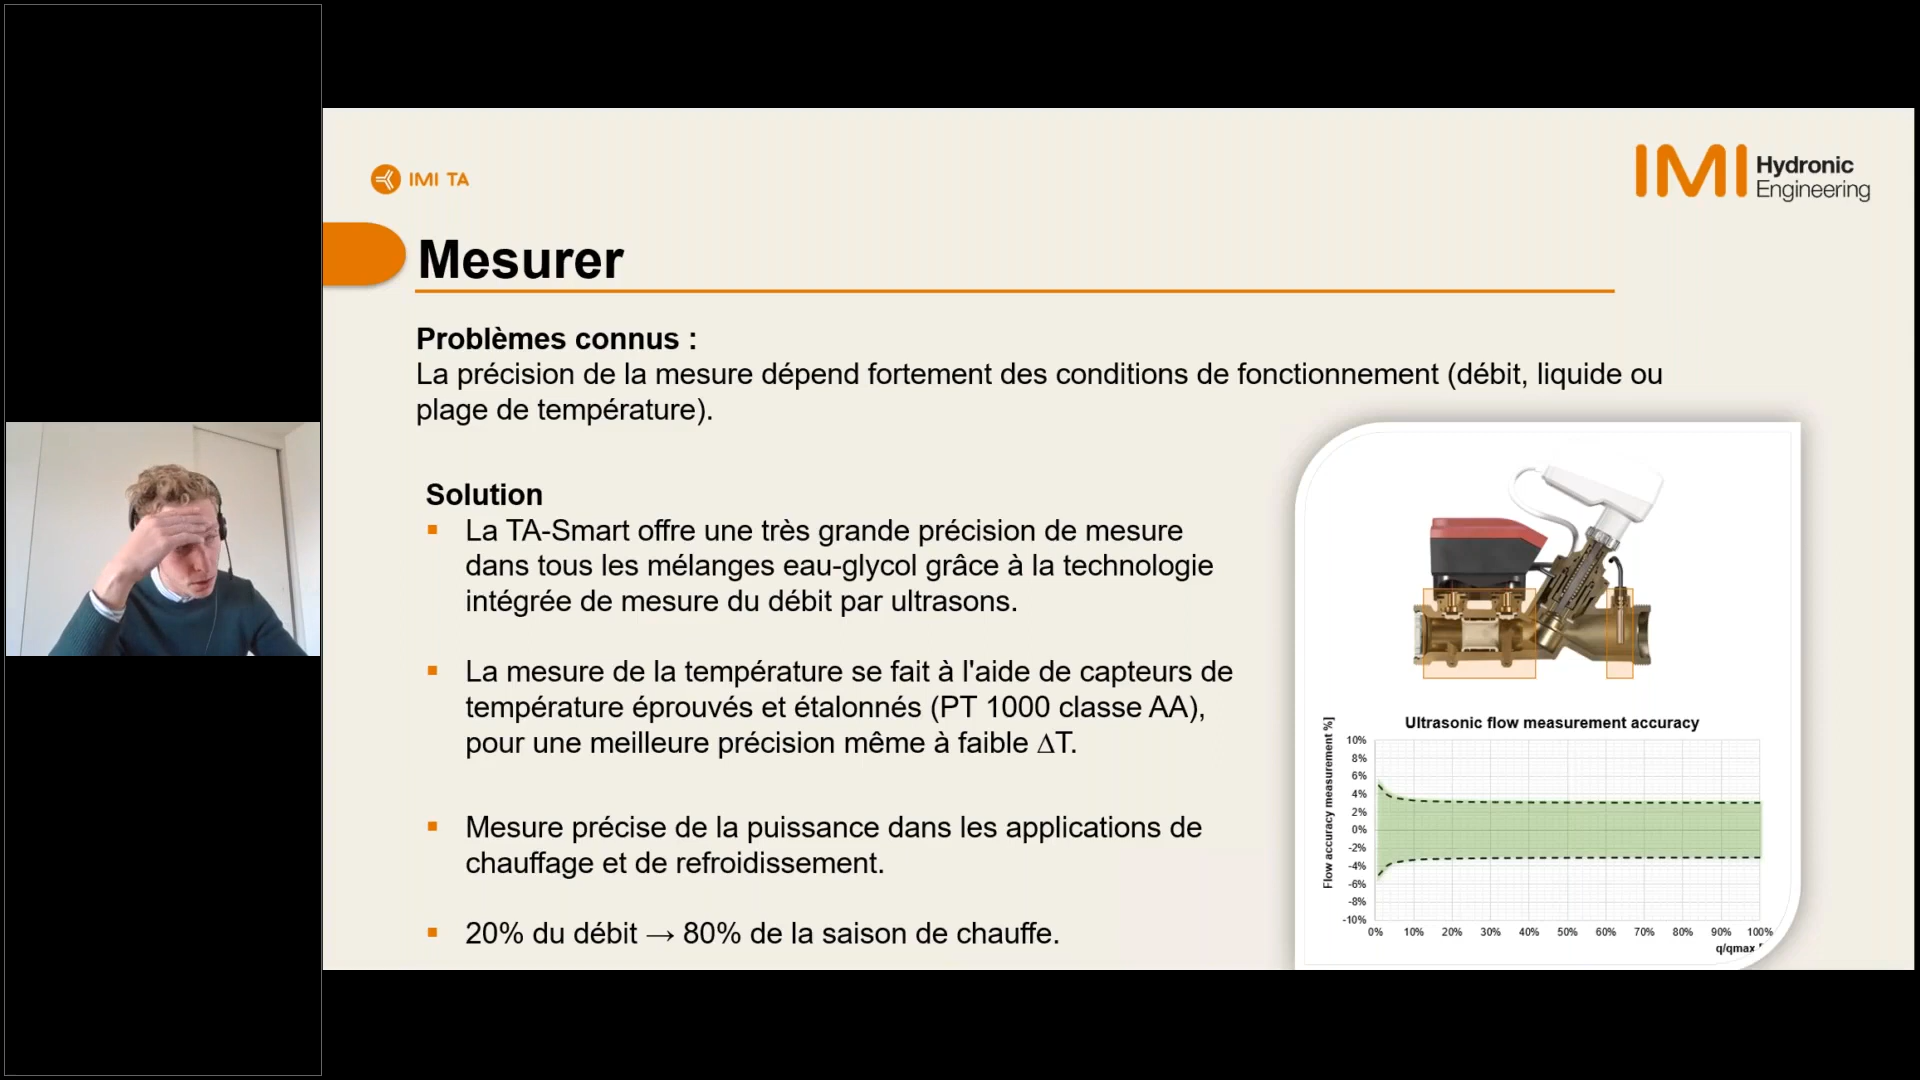 IMI TA
IMI Hydronic
Engineering
Mesurer
Problèmes connus :
La précision de la mesure dépend fortement des conditions de fonctionnement (débit, liquide ou
plage de température).
Solution
▪ La TA-Smart offre une très grande précision de mesure
dans tous les mélanges eau-glycol grâce à la technologie
intégrée de mesure du débit par ultrasons.
▪ La mesure de la température se fait à l'aide de capteurs de
température éprouvés et étalonnés (PT 1000 classe AA),
pour une meilleure précision même à faible ∆T.
▪ Mesure précise de la puissance dans les applications de
chauffage et de refroidissement.
▪ 20% du débit → 80% de la saison de chauffe.
Ultrasonic flow measurement accuracy
Flow accuracy measurement %]
10%
8%
6%
4%
2%
0%
-2%
-4%
-6%
-8%
-10%
0% 10% 20% 30% 40% 50% 60% 70% 80% 90% 100%
q/qmax